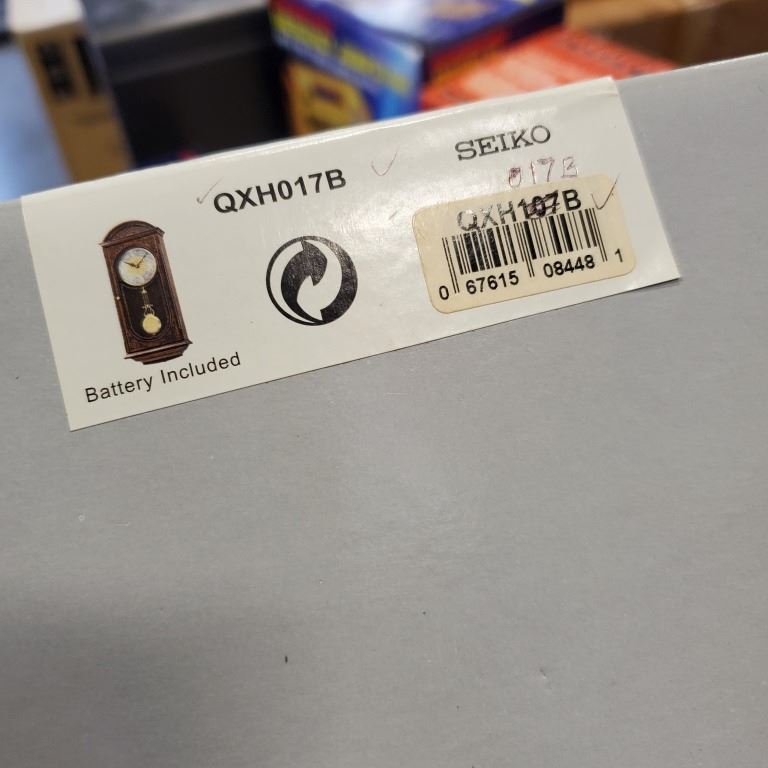 QXH017B
SEIKO
017B
QXH107B
0 67615 08448 1
Battery Included